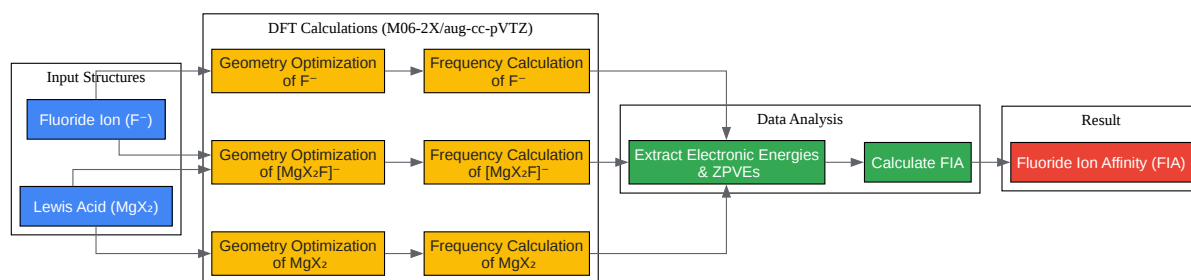 DFT Calculations (M06-2X/aug-cc-pVTZ)
Input Structures
Fluoride Ion (F⁻)
Lewis Acid (MgX₂)
Geometry Optimization
of F⁻
Frequency Calculation
of F⁻
Geometry Optimization
of [MgX₂F]⁻
Frequency Calculation
of [MgX₂F]⁻
Geometry Optimization
of MgX₂
Frequency Calculation
of MgX₂
Data Analysis
Extract Electronic Energies
& ZPVEs
Calculate FIA
Result
Fluoride Ion Affinity (FIA)